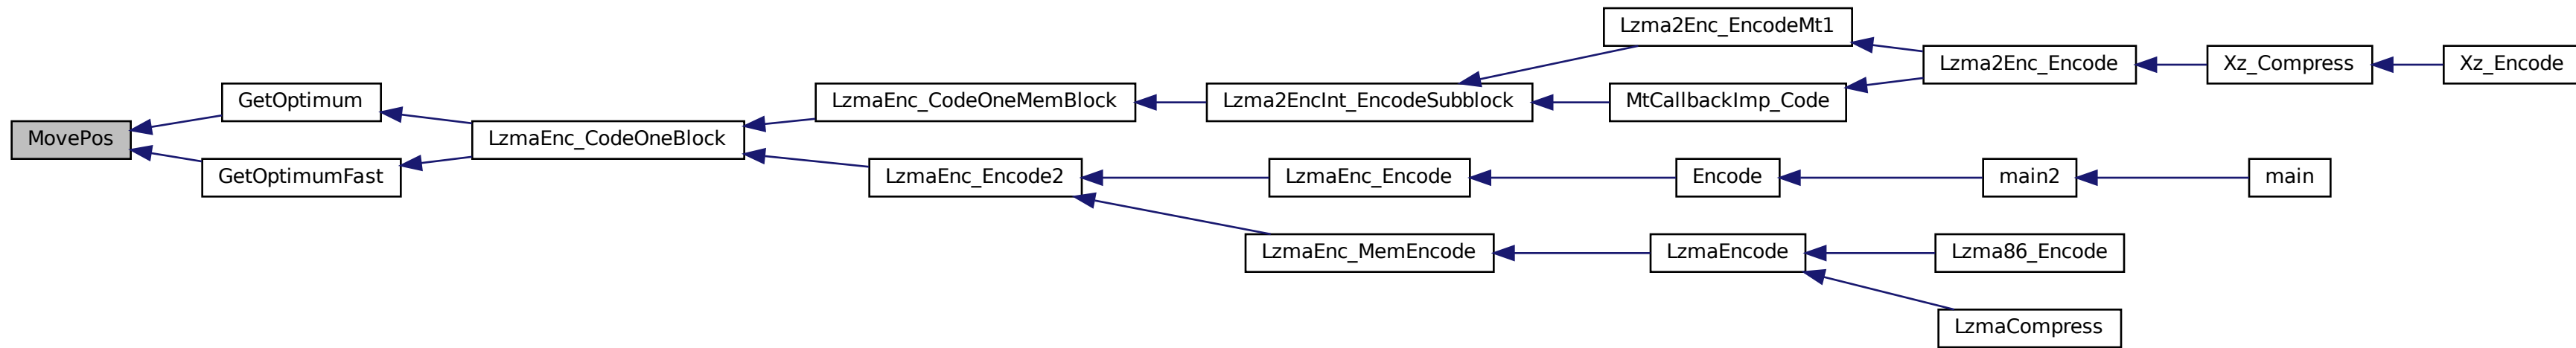 MovePos
GetOptimum
GetOptimumFast
LzmaEnc_CodeOneBlock
LzmaEnc_CodeOneMemBlock
LzmaEnc_Encode2
Lzma2EncInt_EncodeSubblock
LzmaEnc_Encode
LzmaEnc_MemEncode
Lzma2Enc_EncodeMt1
MtCallbackImp_Code
Encode
LzmaEncode
Lzma2Enc_Encode
main2
Lzma86_Encode
LzmaCompress
Xz_Compress
main
Xz_Encode